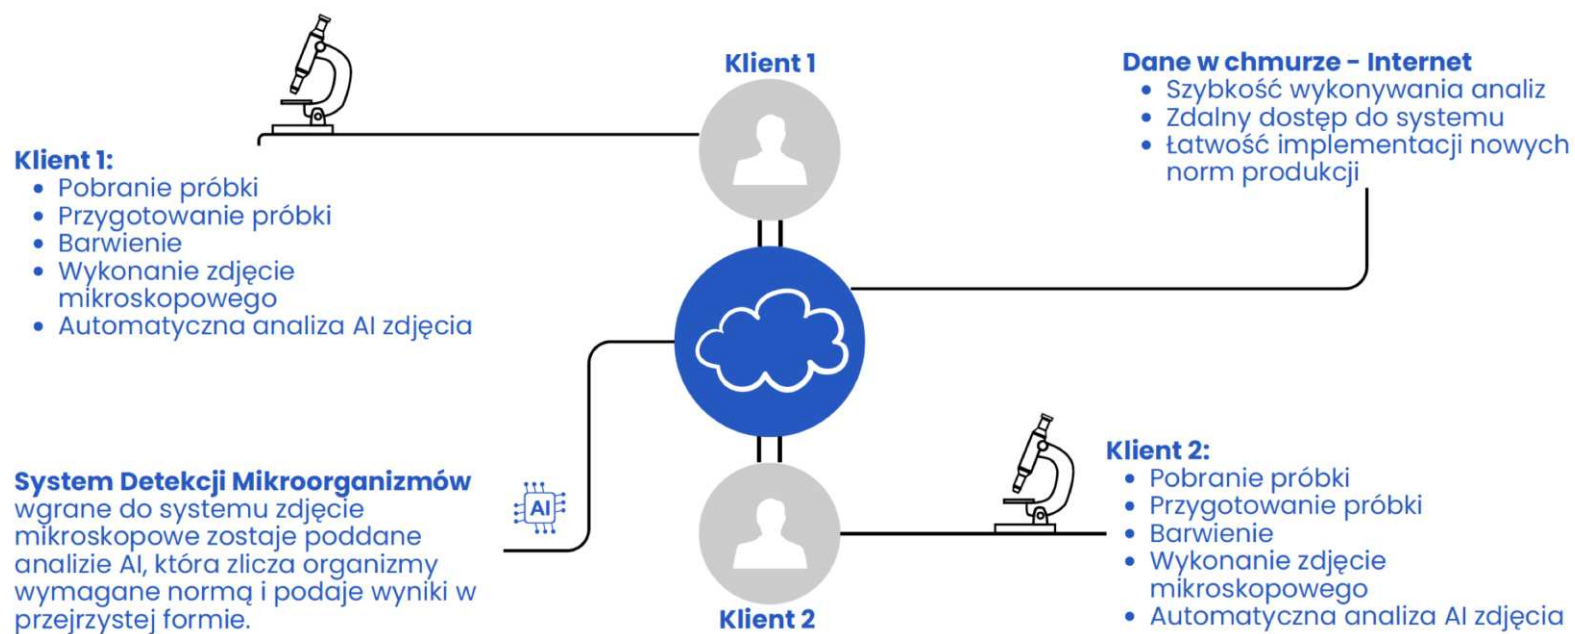 Klient 1
Dane w chmurze - Internet
• Szybkość wykonywania analiz
• Zdalny dostęp do systemu
• Łatwość implementacji nowych
norm produkcji
Klient 1:
• Pobranie próbki
• Przygotowanie próbki
• Barwienie
• Wykonanie zdjęcie
mikroskopowego
• Automatyczna analiza AI zdjęcia
System Detekcji Mikroorganizmów
wgrane do systemu zdjęcie
mikroskopowe zostaje poddane
analizie AI, która zlicza organizmy
wymagane normą i podaje wyniki w
przejrzystej formie.
AI
Klient 2
Klient 2:
• Pobranie próbki
• Przygotowanie próbki
• Barwienie
• Wykonanie zdjęcie
mikroskopowego
• Automatyczna analiza AI zdjęcia